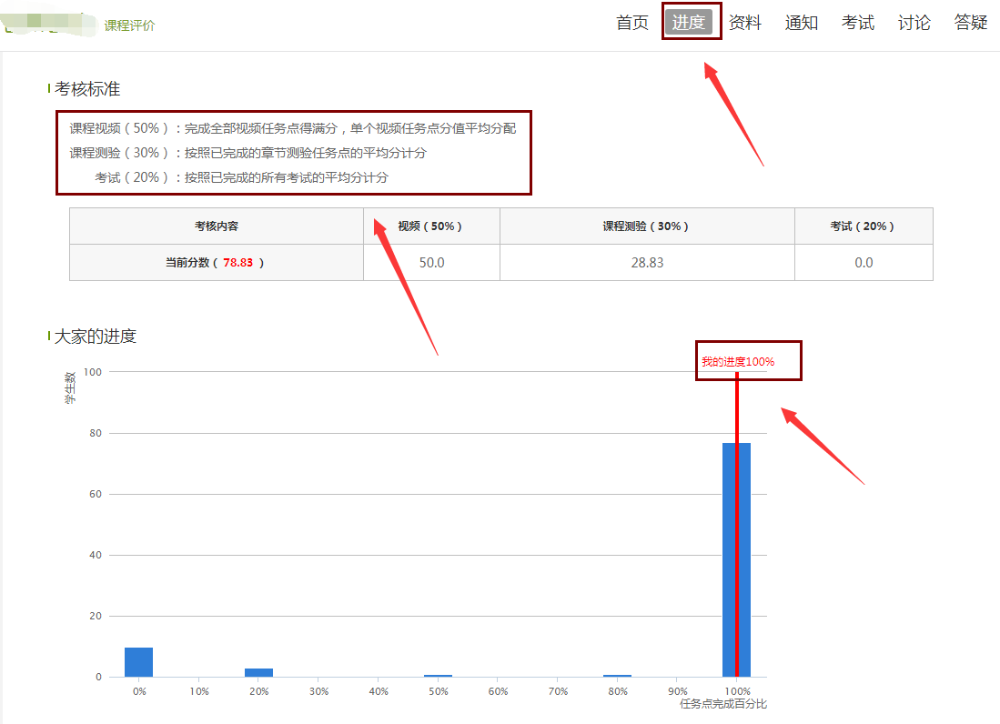 课程评价
首页 进度 资料 通知 考试 讨论 答疑
考核标准
课程视频（50%）：完成全部视频任务点得满分，单个视频任务点分值平均分配
课程测验（30%）：按照已完成的章节测验任务点的平均分计分
考试（20%）：按照已完成的所有考试的平均分计分
考核内容 视频（50%） 课程测验（30%） 考试（20%）
当前分数（ 78.83 ） 50.0 28.83 0.0
大家的进度
我的进度100%
学生数
100
80
60
40
20
0
0% 10% 20% 30% 40% 50% 60% 70% 80% 90% 100%
任务点完成百分比